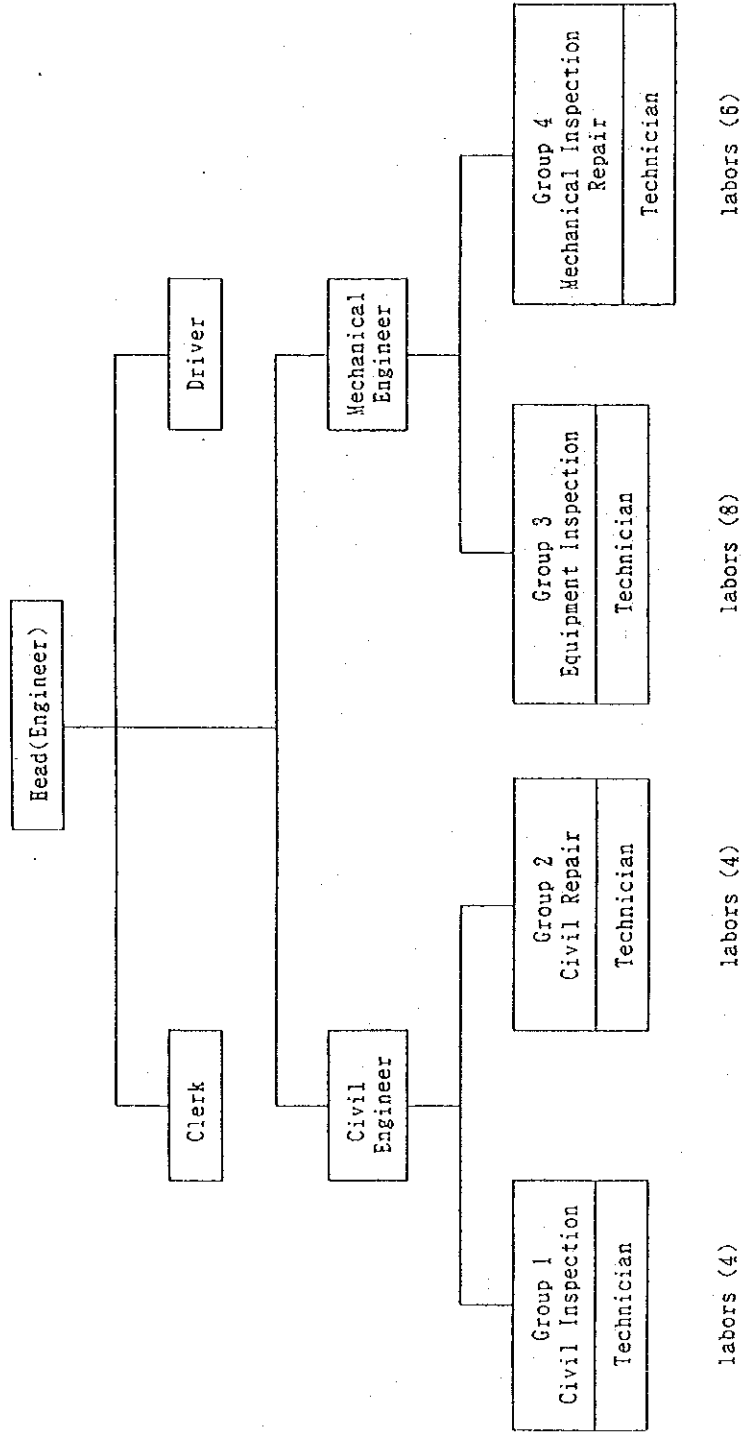 Head(Engineer)
Clerk
Driver
Civil
Engineer
Mechanical
Engineer
Group 1
Civil Inspection
Technician
labors (4)
Group 2
Civil Repair
Technician
labors (4)
Group 3
Equipment Inspection
Technician
labors (8)
Group 4
Mechanical Inspection
Repair
Technician
labors (6)